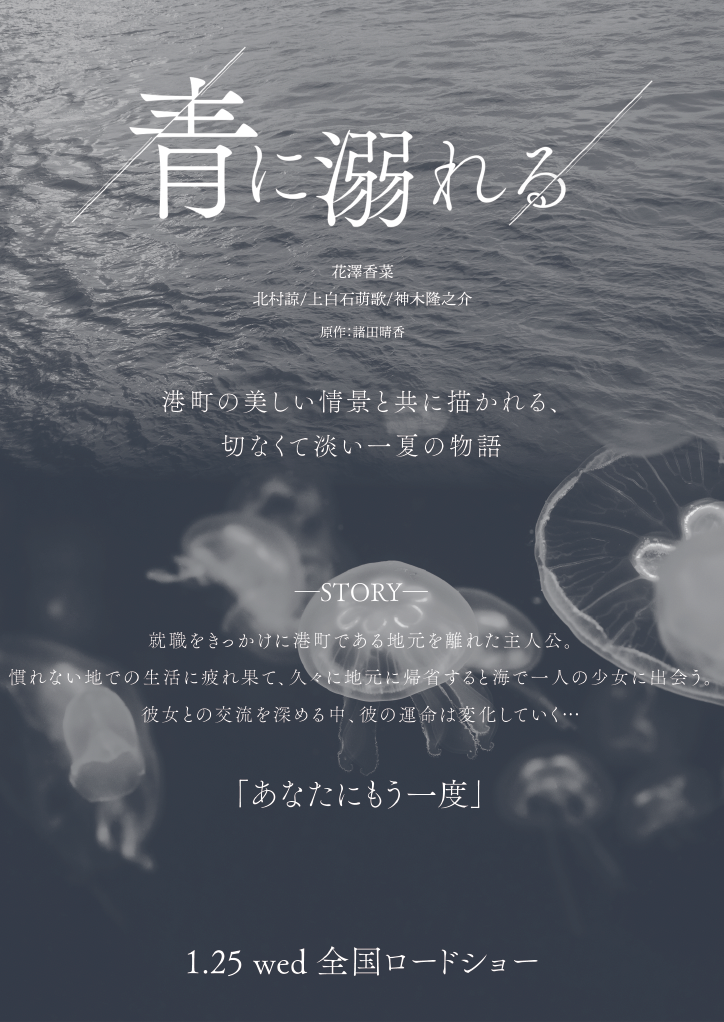 青に溺れる
花澤香菜
北村諒/上白石萌歌/神木隆之介
原作:諸田晴香
港町の美しい情景と共に描かれる、
切なくて淡い一夏の物語
―STORY―
就職をきっかけに港町である地元を離れた主人公。
慣れない地での生活に疲れ果て、久々に地元に帰省すると海で一人の少女に出会う。
彼女との交流を深める中、彼の運命は変化していく…
「あなたにもう一度」
1.25 wed 全国ロードショー